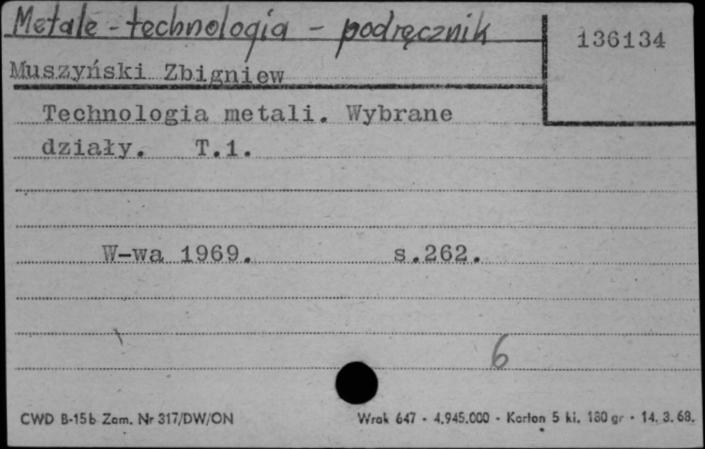 Metale - technologia - podręcznik
136134
Muszyński Zbigniew
Technologia metali. Wybrane
działy. T.1.
W-wa 1969. s.262.
6
CWD B-15b Zam. Nr 317/DW/ON Wrak 647 - 4.945.000 - Karton 5 kl. 180 gr - 14. 3. 68.